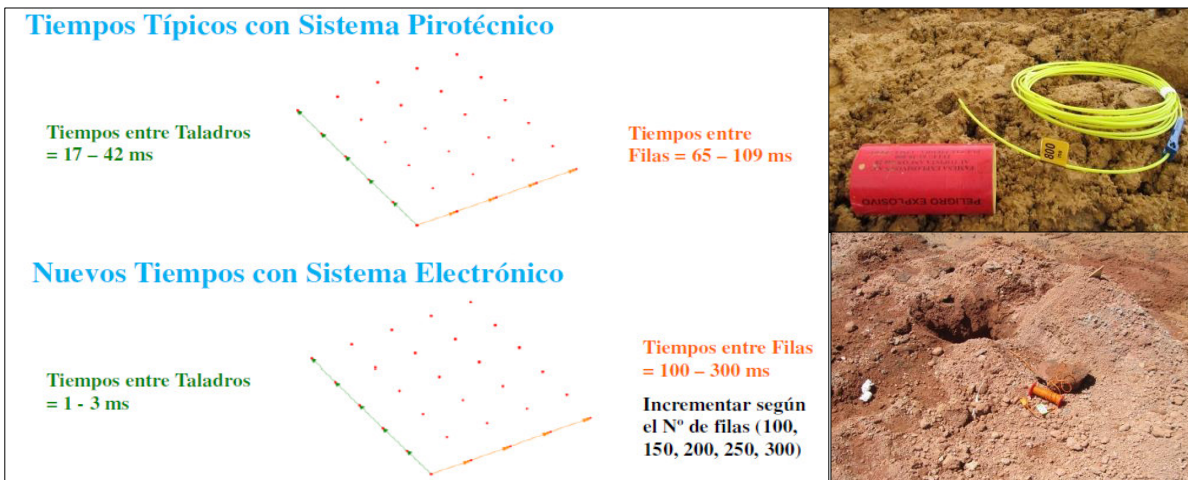 Tiempos Típicos con Sistema Pirotécnico
Tiempos entre Taladros
= 17 – 42 ms
Tiempos entre
Filas = 65 – 109 ms
Nuevos Tiempos con Sistema Electrónico
Tiempos entre Taladros
= 1 - 3 ms
Tiempos entre Filas
= 100 – 300 ms
Incrementar según
el Nº de filas (100,
150, 200, 250, 300)
800
PELIGRO EXPLOSIVO